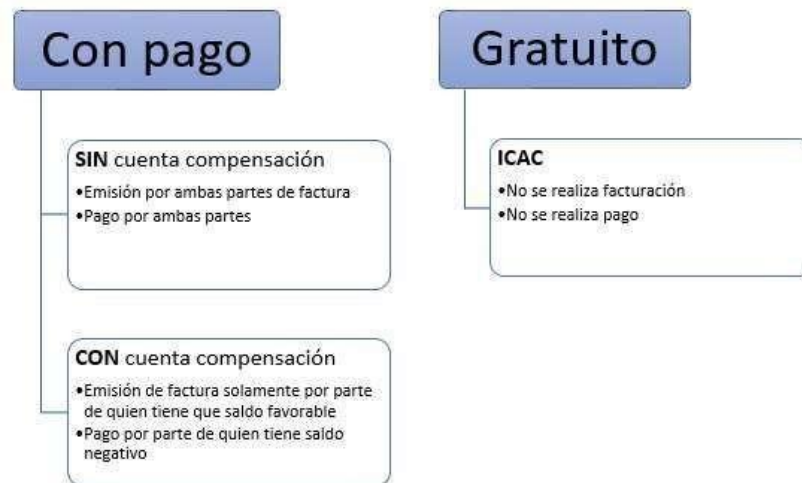 Con pago
SIN cuenta compensación
•Emisión por ambas partes de factura
•Pago por ambas partes
CON cuenta compensación
•Emisión de factura solamente por parte
de quien tiene que saldo favorable
•Pago por parte de quien tiene saldo
negativo
Gratuito
ICAC
•No se realiza facturación
•No se realiza pago